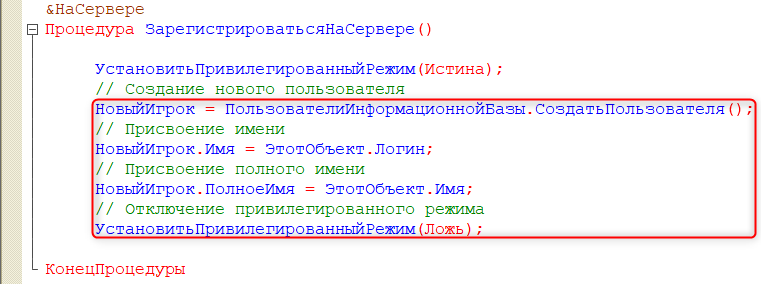 &НаСервере
Процедура ЗарегистрироватьсяНаСервере()
УстановитьПривилегированныйРежим(Истина);
// Создание нового пользователя
НовыйИгрок = ПользователиИнформационнойБазы.СоздатьПользователя();
// Присвоение имени
НовыйИгрок.Имя = ЭтотОбъект.Логин;
// Присвоение полного имени
НовыйИгрок.ПолноеИмя = ЭтотОбъект.Имя;
// Отключение привилегированного режима
УстановитьПривилегированныйРежим(Ложь);
КонецПроцедуры